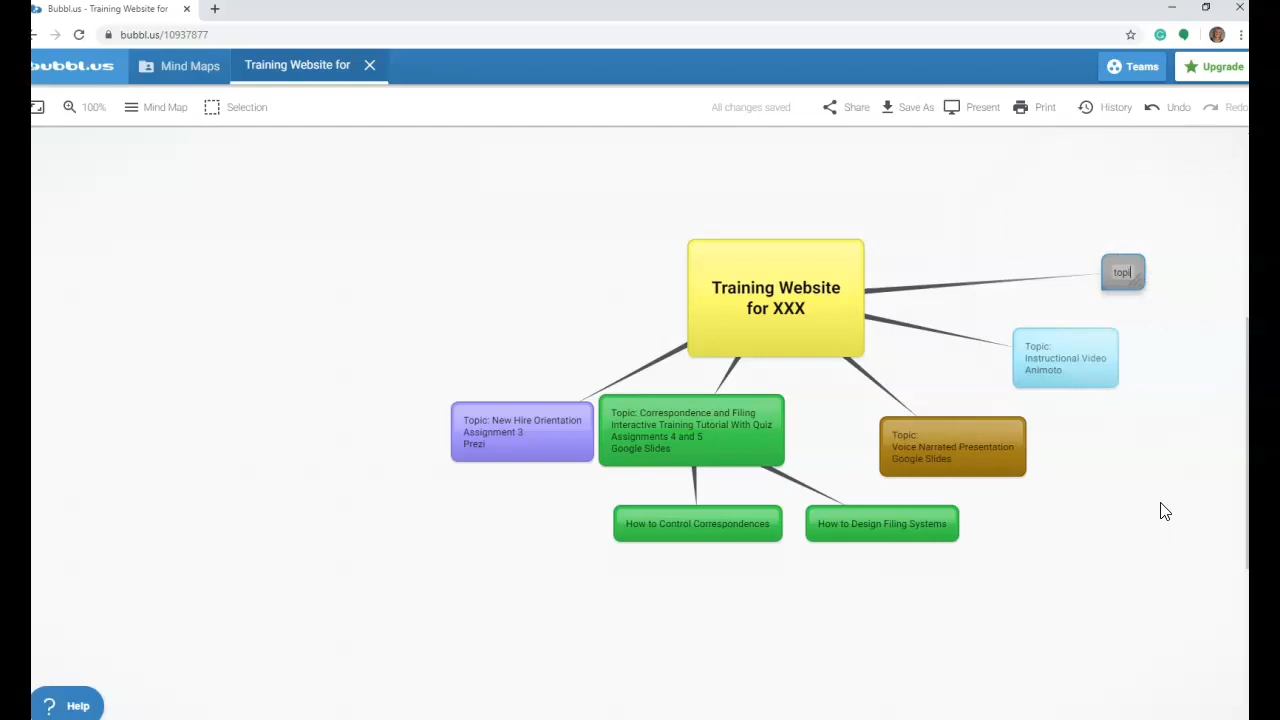 Bubbl.us - Training Website for
bubbl.us/10937877
bubbl.us
Mind Maps
Training Website for
Teams
Upgrade
100%
Mind Map
Selection
All changes saved
Share
Save As
Present
Print
History
Undo
Redo
Training Website
for XXX
topi
Topic:
Instructional Video
Animoto
Topic: New Hire Orientation
Assignment 3
Prezi
Topic: Correspondence and Filing
Interactive Training Tutorial With Quiz
Assignments 4 and 5
Google Slides
Topic:
Voice Narrated Presentation
Google Slides
How to Control Correspondences
How to Design Filing Systems
? Help